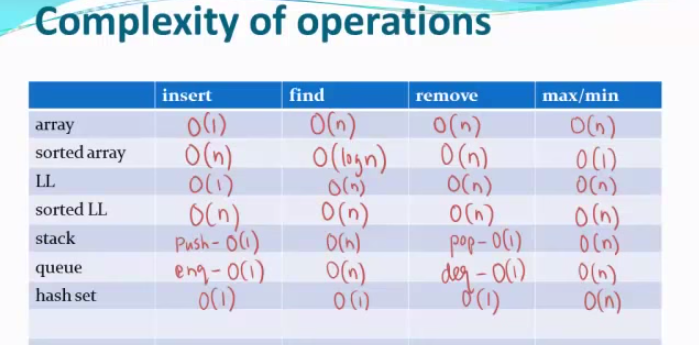 Complexity of operations
insert find remove max/min
array O(1) O(n) O(n) O(n)
sorted array O(n) O(logn) O(n) O(1)
LL O(1) O(n) O(n) O(n)
sorted LL O(n) O(n) O(n) O(n)
stack push - O(1) O(n) pop - O(1) O(n)
queue enq - O(1) O(n) deq - O(1) O(n)
hash set O(1) O(1) O(1) O(n)